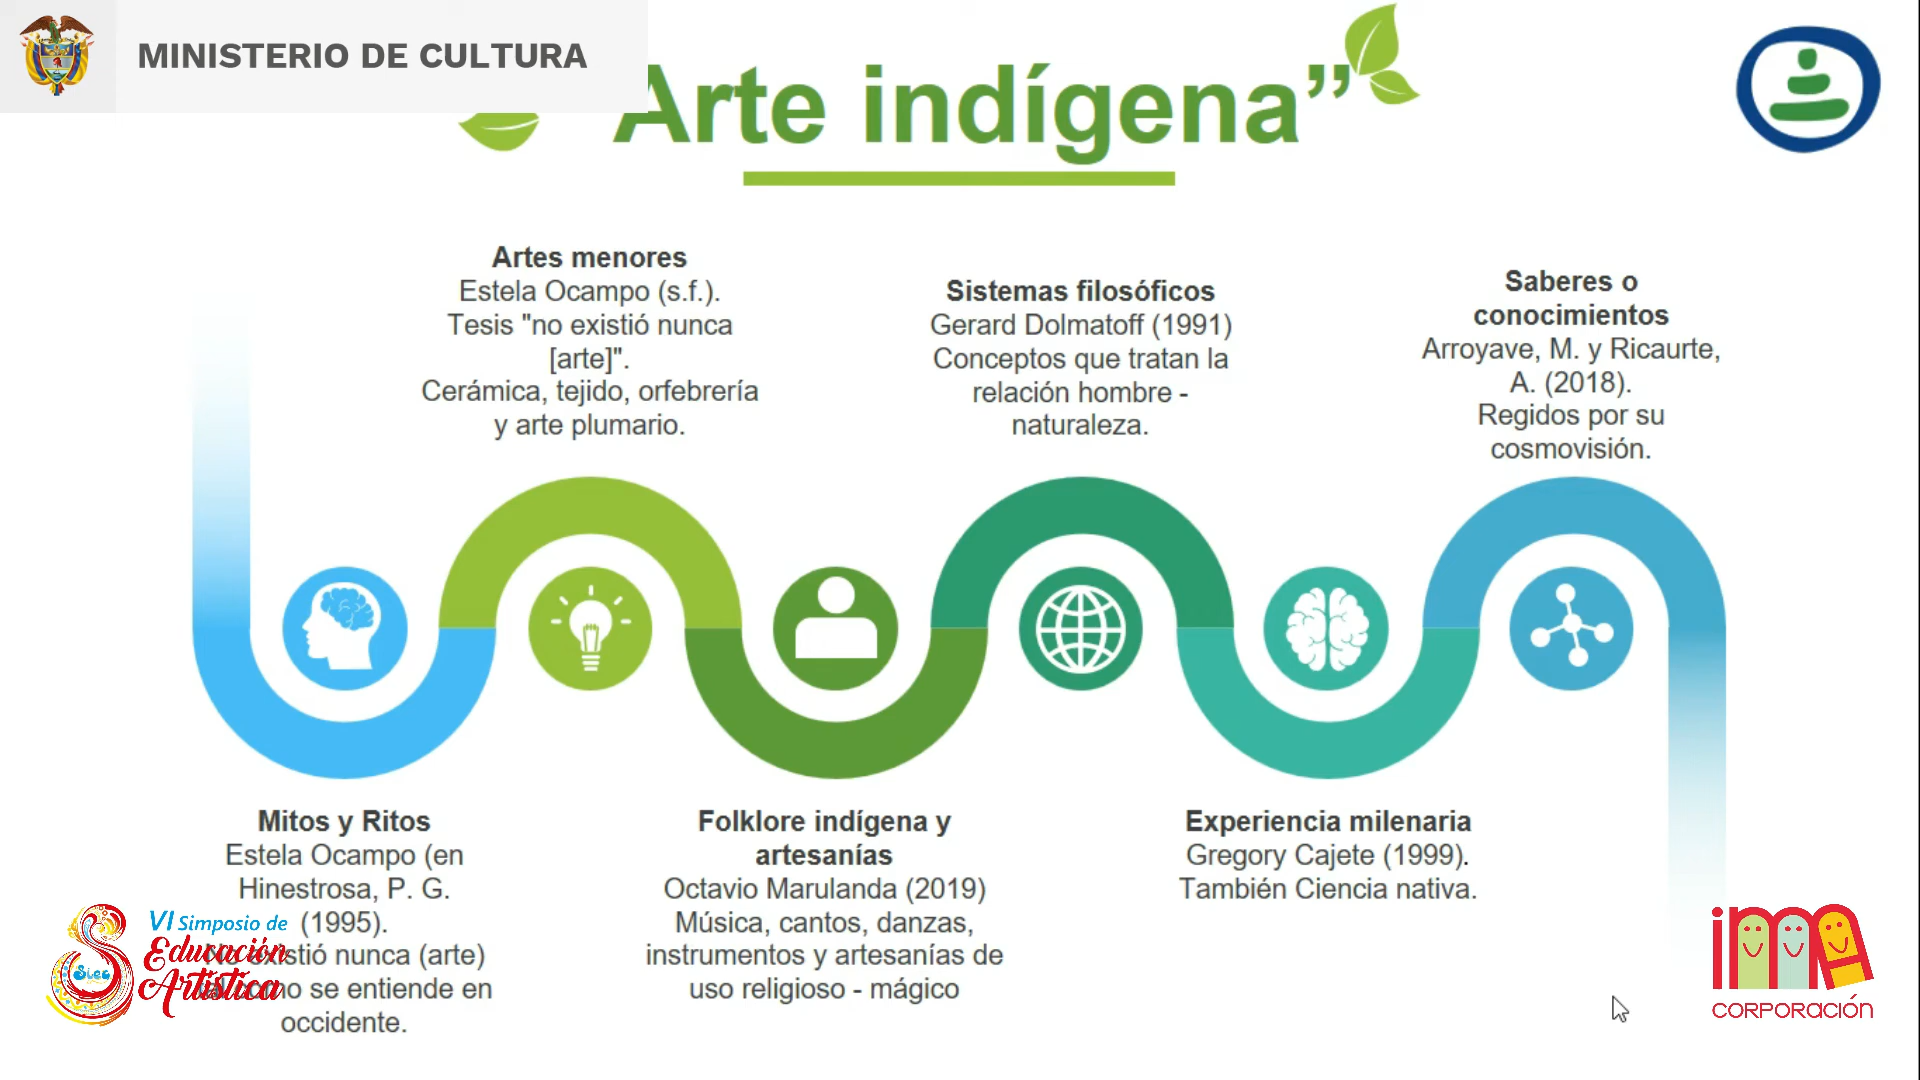 MINISTERIO DE CULTURA
Arte indígena”
Artes menores
Estela Ocampo (s.f.).
Tesis "no existió nunca
[arte]".
Cerámica, tejido, orfebrería
y arte plumario.
Sistemas filosóficos
Gerard Dolmatoff (1991)
Conceptos que tratan la
relación hombre -
naturaleza.
Saberes o
conocimientos
Arroyave, M. y Ricaurte,
A. (2018).
Regidos por su
cosmovisión.
Mitos y Ritos
Estela Ocampo (en
Hinestrosa, P. G.
(1995).
existió nunca (arte)
como se entiende en
occidente.
Folklore indígena y
artesanías
Octavio Marulanda (2019)
Música, cantos, danzas,
instrumentos y artesanías de
uso religioso - mágico
Experiencia milenaria
Gregory Cajete (1999).
También Ciencia nativa.
VI Simposio de
Educación
Artística
Siea
ima
CORPORACIÓN